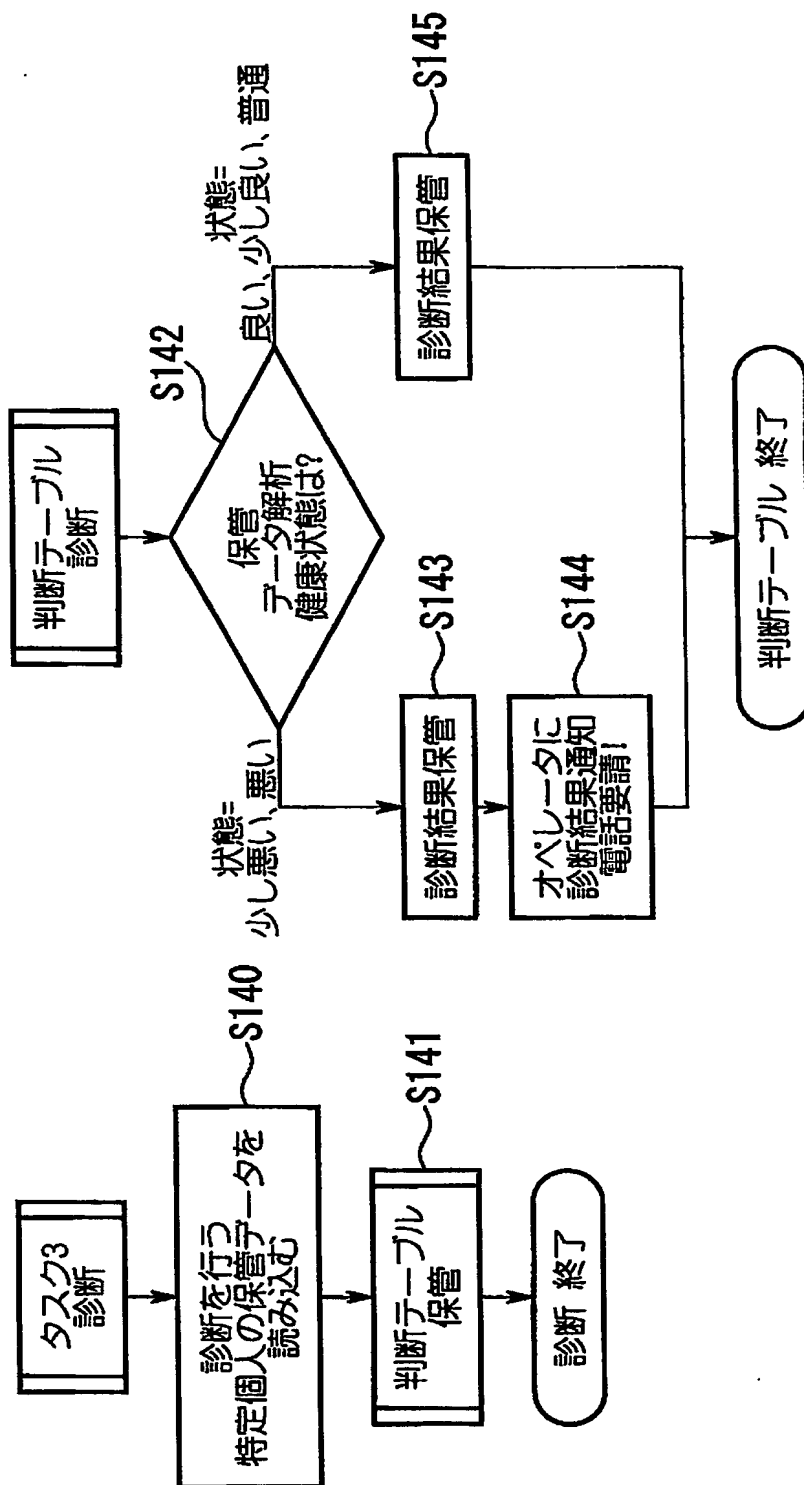 タスク3
診断
診断を行う
特定個人の保管データを
読み込む
S140
判断テーブル
保管
S141
診断 終了
判断テーブル
診断
保管
データ解析
健康状態は?
S142
状態=
少し悪い、悪い
状態=
良い、少し良い、普通
診断結果保管
S143
オペレータに
診断結果通知
電話要請!
S144
診断結果保管
S145
判断テーブル 終了